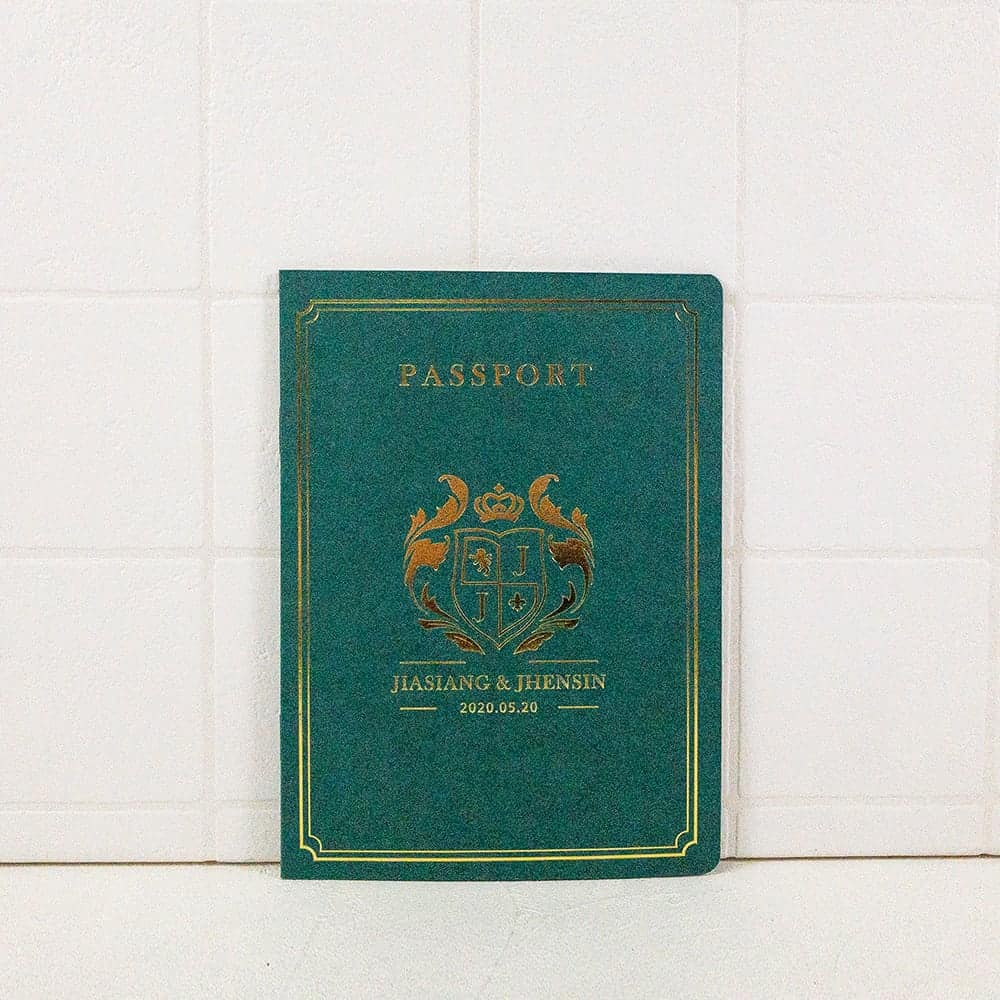 PASSPORT
J
J
JIASIANG & JHENSIN
2020.05.20